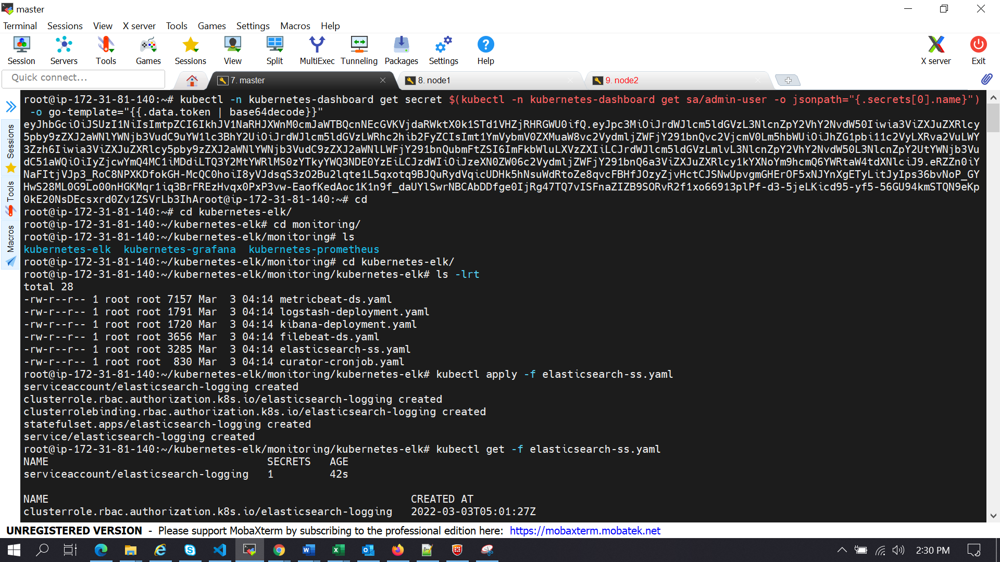 master
Terminal Sessions View X server Tools Games Settings Macros Help
Session Servers Tools Games Sessions View Split MultiExec Tunneling Packages Settings Help X server Exit
Quick connect...
7. master
8. node1
9. node2
Sessions
Tools
Macros
root@ip-172-31-81-140:~# kubectl -n kubernetes-dashboard get secret $(kubectl -n kubernetes-dashboard get sa/admin-user -o jsonpath="{.secrets[0].name}")
-o go-template="{{.data.token | base64decode}}"
0kE20NsDEcsxrd0Zv1ZSVrLb3IhAroot@ip-172-31-81-140:~# cd
root@ip-172-31-81-140:~# cd kubernetes-elk/
root@ip-172-31-81-140:~/kubernetes-elk# cd monitoring/
root@ip-172-31-81-140:~/kubernetes-elk/monitoring# ls
kubernetes-elk kubernetes-grafana kubernetes-prometheus
root@ip-172-31-81-140:~/kubernetes-elk/monitoring# cd kubernetes-elk/
root@ip-172-31-81-140:~/kubernetes-elk/monitoring/kubernetes-elk# ls -lrt
total 28
-rw-r--r-- 1 root root 7157 Mar 3 04:14 metricbeat-ds.yaml
-rw-r--r-- 1 root root 1791 Mar 3 04:14 logstash-deployment.yaml
-rw-r--r-- 1 root root 1720 Mar 3 04:14 kibana-deployment.yaml
-rw-r--r-- 1 root root 3656 Mar 3 04:14 filebeat-ds.yaml
-rw-r--r-- 1 root root 3285 Mar 3 04:14 elasticsearch-ss.yaml
-rw-r--r-- 1 root root 830 Mar 3 04:14 curator-cronjob.yaml
root@ip-172-31-81-140:~/kubernetes-elk/monitoring/kubernetes-elk# kubectl apply -f elasticsearch-ss.yaml
serviceaccount/elasticsearch-logging created
clusterrole.rbac.authorization.k8s.io/elasticsearch-logging created
clusterrolebinding.rbac.authorization.k8s.io/elasticsearch-logging created
statefulset.apps/elasticsearch-logging created
service/elasticsearch-logging created
root@ip-172-31-81-140:~/kubernetes-elk/monitoring/kubernetes-elk# kubectl get -f elasticsearch-ss.yaml
NAME SECRETS AGE
serviceaccount/elasticsearch-logging 1 42s
NAME CREATED AT
clusterrole.rbac.authorization.k8s.io/elasticsearch-logging 2022-03-03T05:01:27Z
UNREGISTERED VERSION - Please support MobaXterm by subscribing to the professional edition here: https://mobaxterm.mobatek.net
2:30 PM